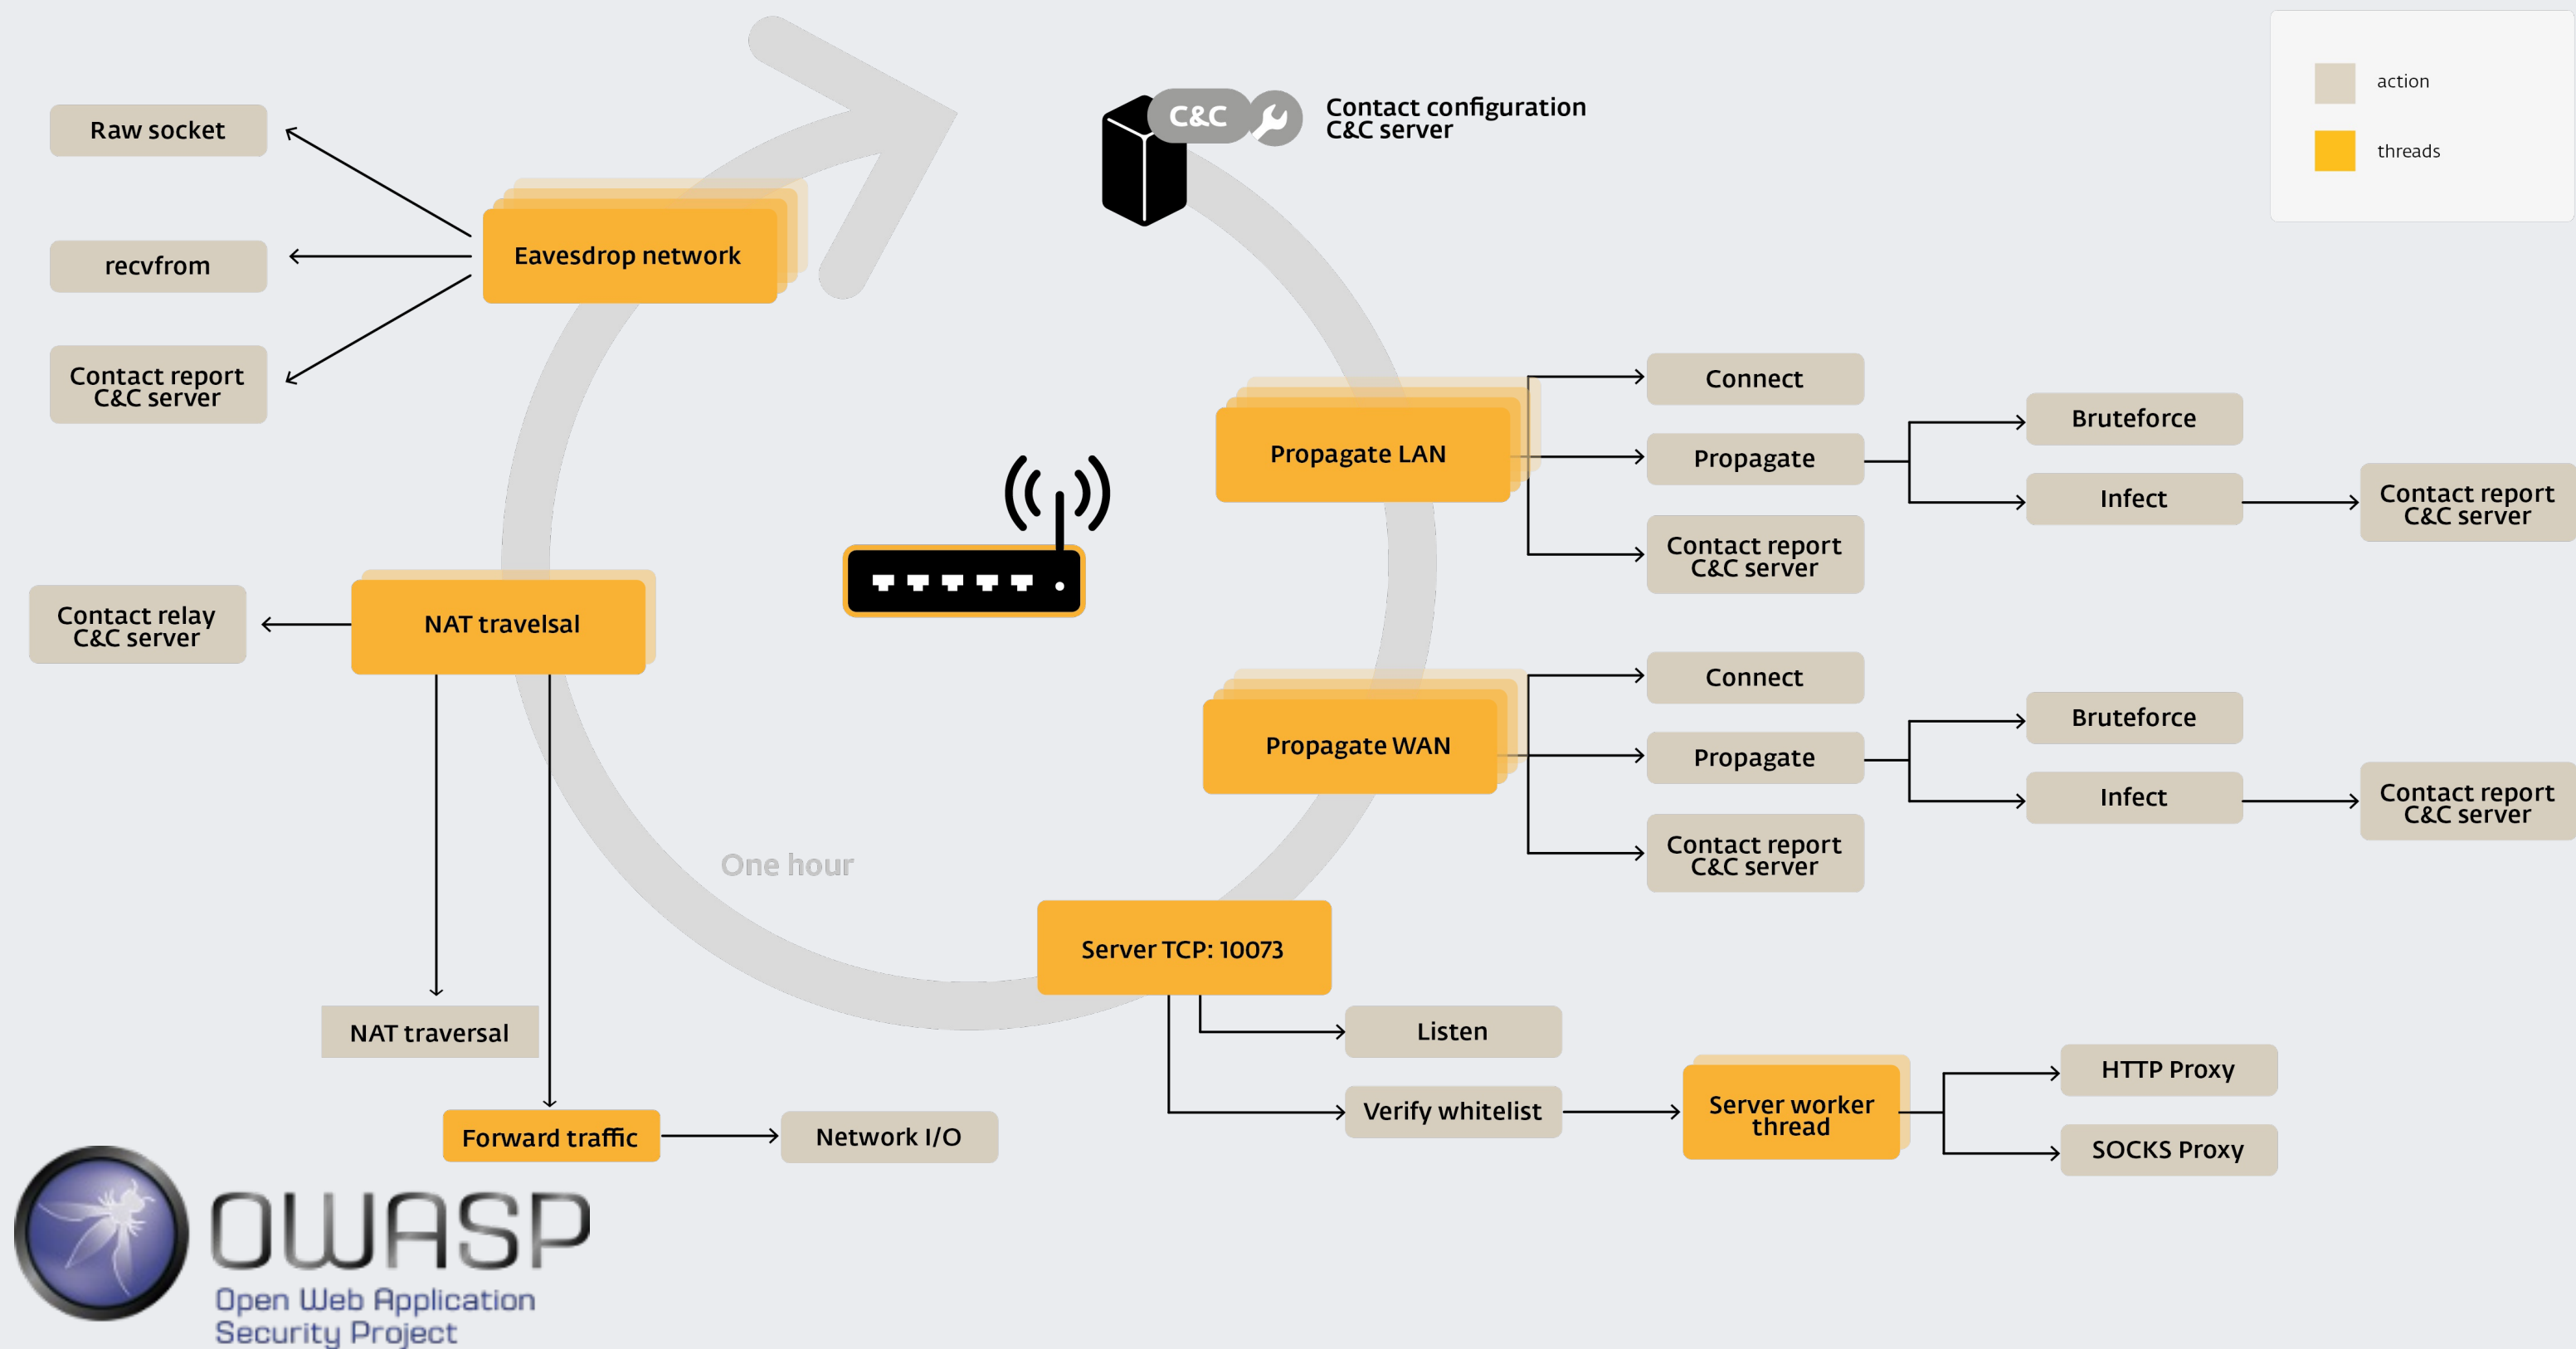 C&C
Contact configuration
C&C server
action
threads
Raw socket
recvfrom
Contact report
C&C server
Eavesdrop network
Propagate LAN
Connect
Propagate
Contact report
C&C server
Bruteforce
Infect
Contact report
C&C server
Contact relay
C&C server
NAT travelsal
Propagate WAN
Connect
Propagate
Contact report
C&C server
Bruteforce
Infect
Contact report
C&C server
One hour
Server TCP: 10073
Listen
Verify whitelist
Server worker
thread
HTTP Proxy
SOCKS Proxy
NAT traversal
Forward traffic
Network I/O
OWASP
Open Web Application
Security Project